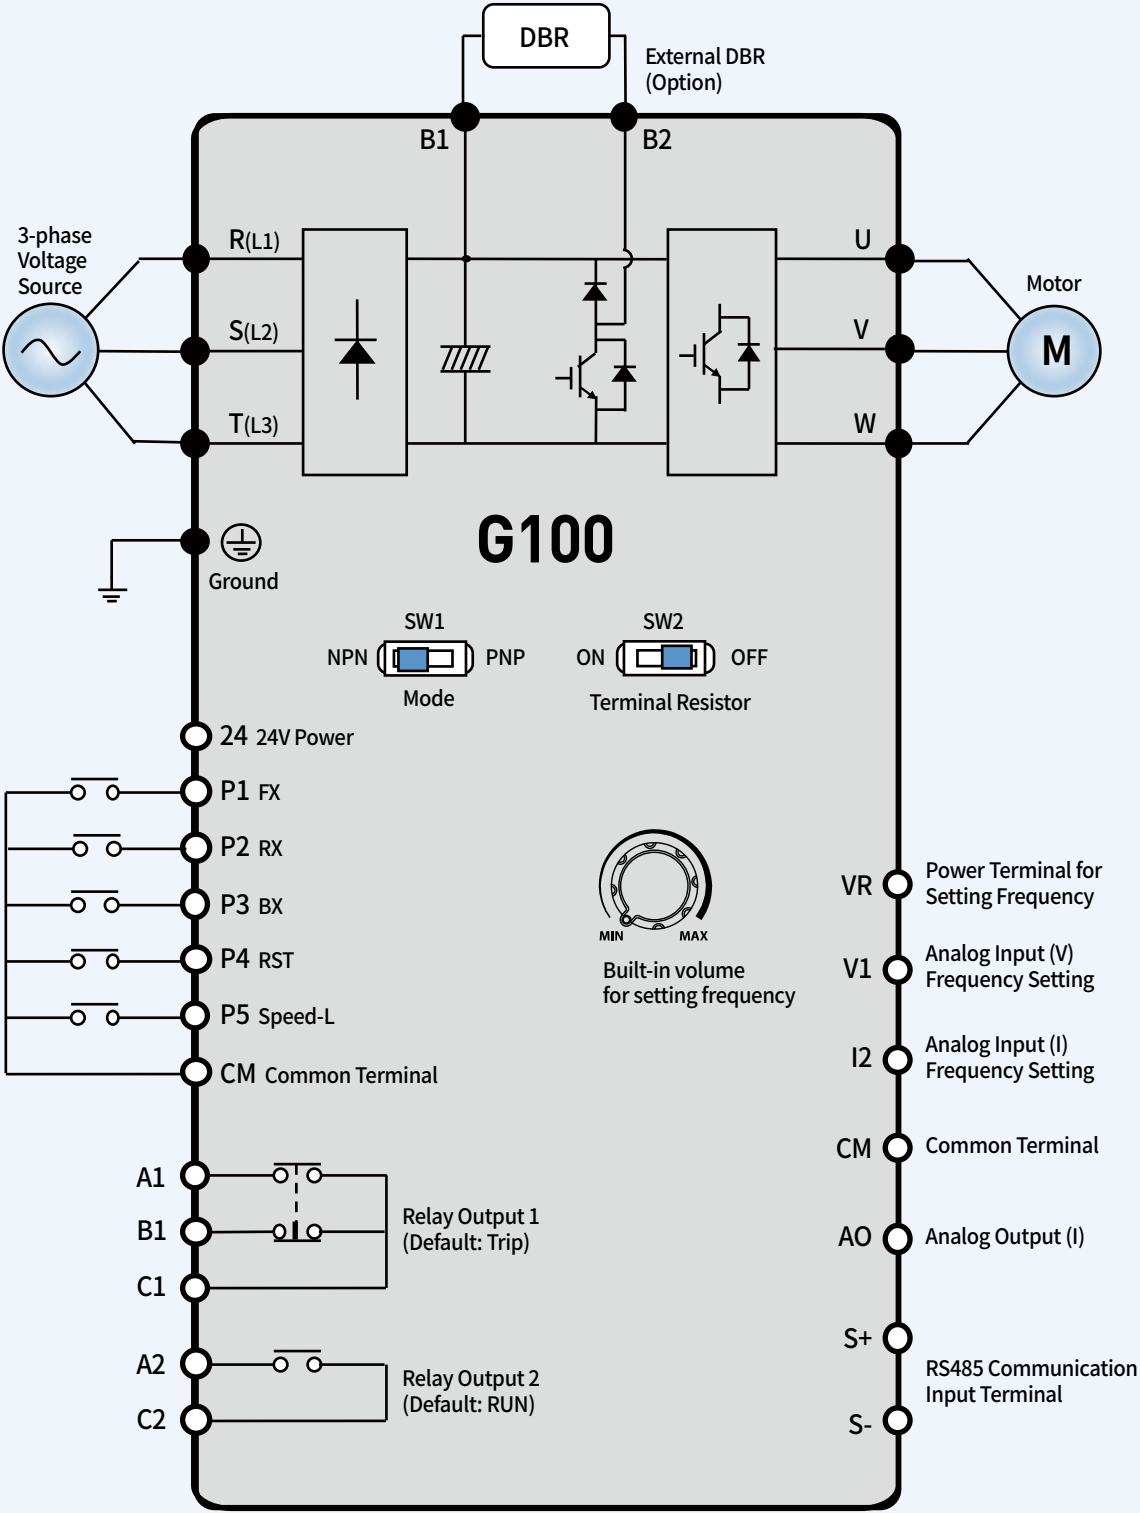 DBR
External DBR
(Option)
B1
B2
3-phase
Voltage
Source
R(L1)
S(L2)
T(L3)
U
V
W
Motor
M
Ground
G100
SW1
NPN
PNP
Mode
SW2
ON
OFF
Terminal Resistor
24 24V Power
P1 FX
P2 RX
P3 BX
P4 RST
P5 Speed-L
CM Common Terminal
MIN
MAX
Built-in volume
for setting frequency
VR
Power Terminal for
Setting Frequency
V1
Analog Input (V)
Frequency Setting
I2
Analog Input (I)
Frequency Setting
CM
Common Terminal
AO
Analog Output (I)
S+
S-
RS485 Communication
Input Terminal
A1
B1
C1
Relay Output 1
(Default: Trip)
A2
C2
Relay Output 2
(Default: RUN)